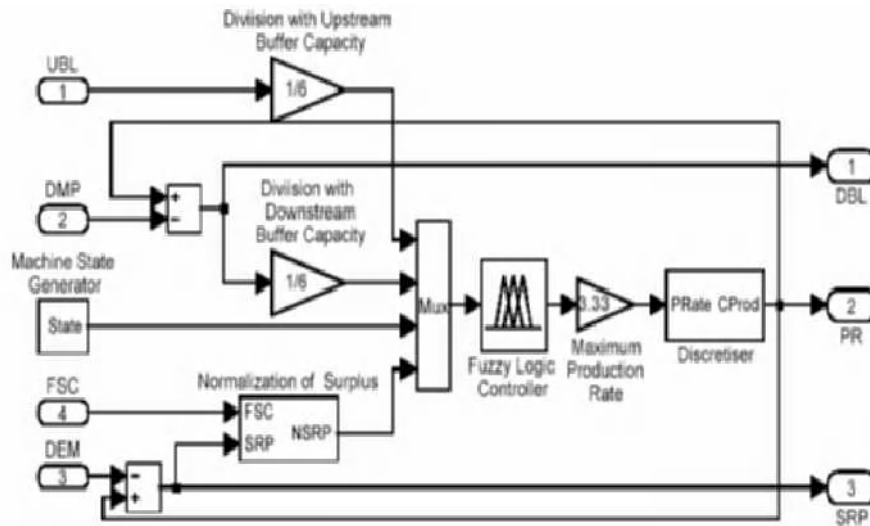 Diviision with Upstream
Buffer Capacity
UBL
1
1/6
DMP
2
+
−
Diviision with
Downstream
Buffer Capacity
1/6
1
DBL
Machine State
Generator
State
Mux
Fuzzy Logic
Controller
3.33
Maximum
Production
Rate
PRate CProd
Discretiser
2
PR
FSC
4
Normalization of Surplus
FSC
SRP
NSRP
DEM
3
−
+
3
SRP